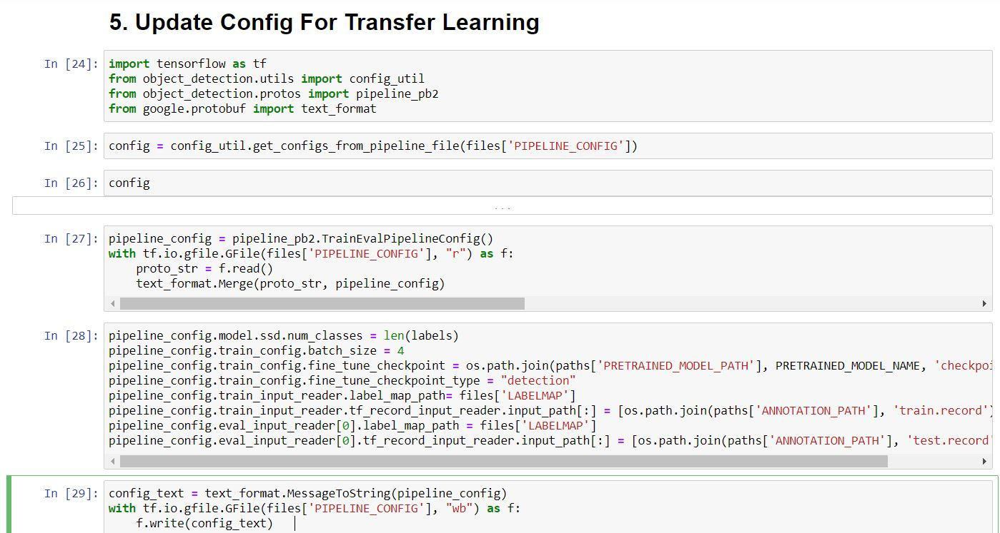 5. Update Config For Transfer Learning
In [24]:
import tensorflow as tf
from object_detection.utils import config_util
from object_detection.protos import pipeline_pb2
from google.protobuf import text_format
In [25]:
config = config_util.get_configs_from_pipeline_file(files['PIPELINE_CONFIG'])
In [26]:
config
...
In [27]:
pipeline_config = pipeline_pb2.TrainEvalPipelineConfig()
with tf.io.gfile.GFile(files['PIPELINE_CONFIG'], "r") as f:
    proto_str = f.read()
    text_format.Merge(proto_str, pipeline_config)
In [28]:
pipeline_config.model.ssd.num_classes = len(labels)
pipeline_config.train_config.batch_size = 4
pipeline_config.train_config.fine_tune_checkpoint = os.path.join(paths['PRETRAINED_MODEL_PATH'], PRETRAINED_MODEL_NAME, 'checkpoi
pipeline_config.train_config.fine_tune_checkpoint_type = "detection"
pipeline_config.train_input_reader.label_map_path= files['LABELMAP']
pipeline_config.train_input_reader.tf_record_input_reader.input_path[:] = [os.path.join(paths['ANNOTATION_PATH'], 'train.record')
pipeline_config.eval_input_reader[0].label_map_path = files['LABELMAP']
pipeline_config.eval_input_reader[0].tf_record_input_reader.input_path[:] = [os.path.join(paths['ANNOTATION_PATH'], 'test.record'
In [29]:
config_text = text_format.MessageToString(pipeline_config)
with tf.io.gfile.GFile(files['PIPELINE_CONFIG'], "wb") as f:
    f.write(config_text)